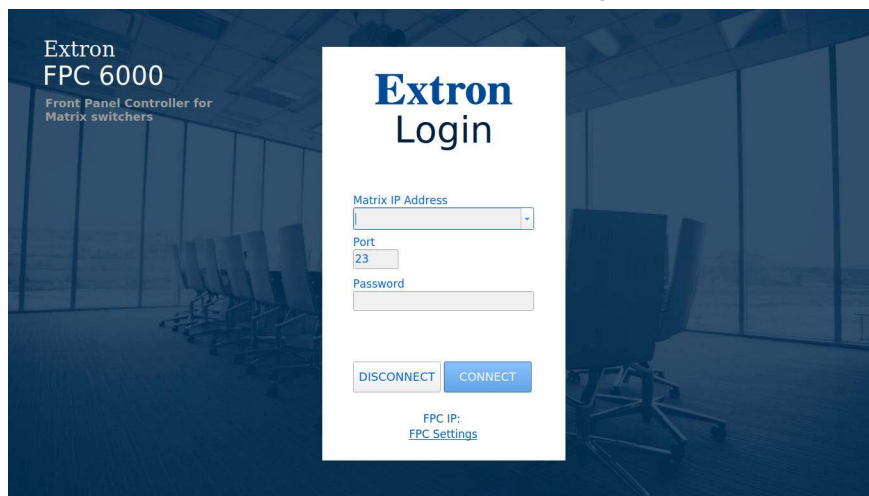 Extron
FPC 6000
Front Panel Controller for
Matrix switchers
Extron
Login
Matrix IP Address
Port
23
Password
DISCONNECT
CONNECT
FPC IP:
FPC Settings